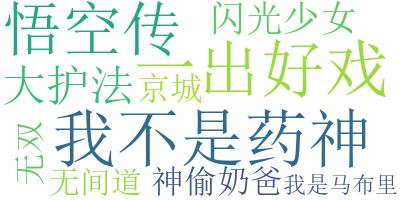 悟空传
闪光少女
大护法
京城
一出好戏
无双
我不是药神
无间道
神偷奶爸
我是马布里